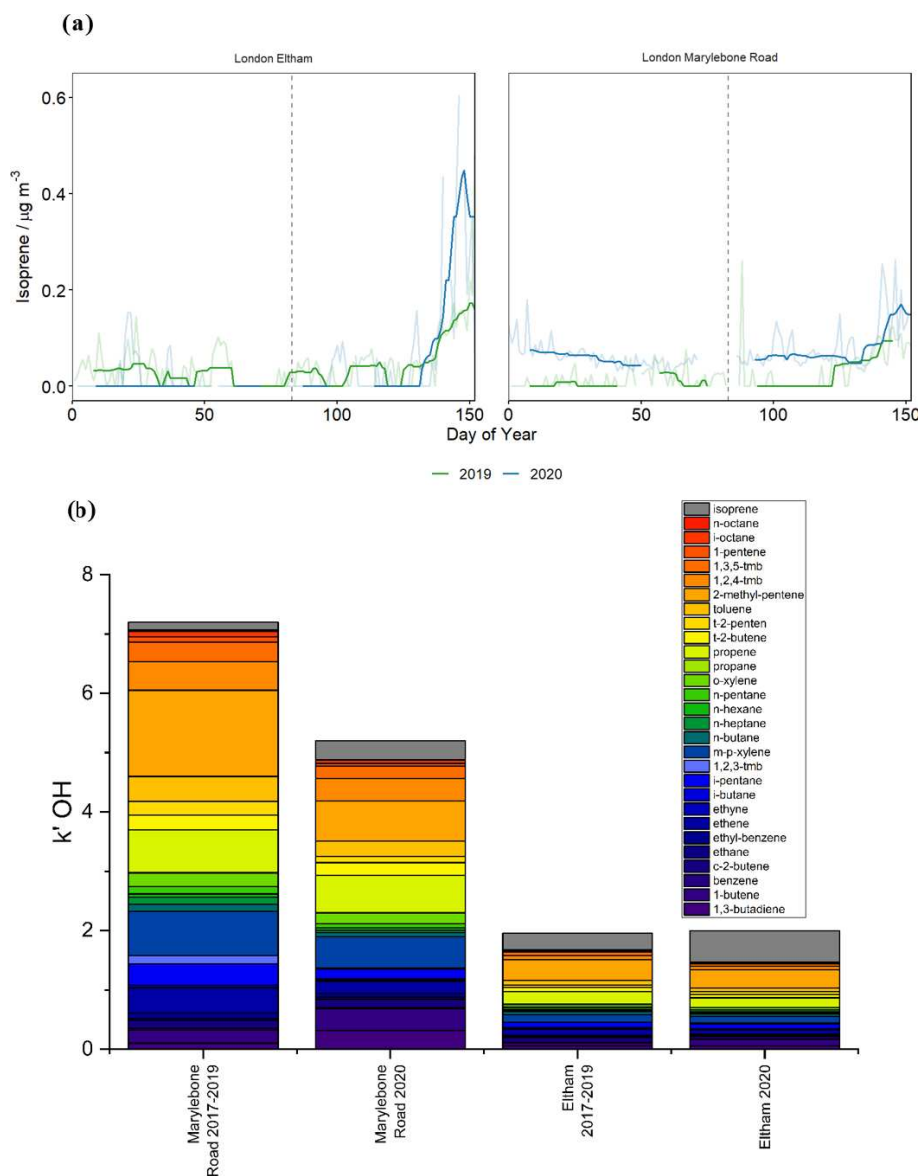 (a)
London Eltham
London Marylebone Road
Isoprene / μg m⁻³
0.6
0.4
0.2
0.0
0 50 100 150
0 50 100 150
Day of Year
2019 2020
(b)
k' OH
8
6
4
2
0
isoprene
n-octane
i-octane
1-pentene
1,3,5-tmb
1,2,4-tmb
2-methyl-pentene
toluene
t-2-penten
t-2-butene
propene
propane
o-xylene
n-pentane
n-hexane
n-heptane
n-butane
m-p-xylene
1,2,3-tmb
i-pentane
i-butane
ethyne
ethene
ethyl-benzene
ethane
c-2-butene
benzene
1-butene
1,3-butadiene
Marylebone
Road 2017-2019
Marylebone
Road 2020
Eltham
2017-2019
Eltham 2020